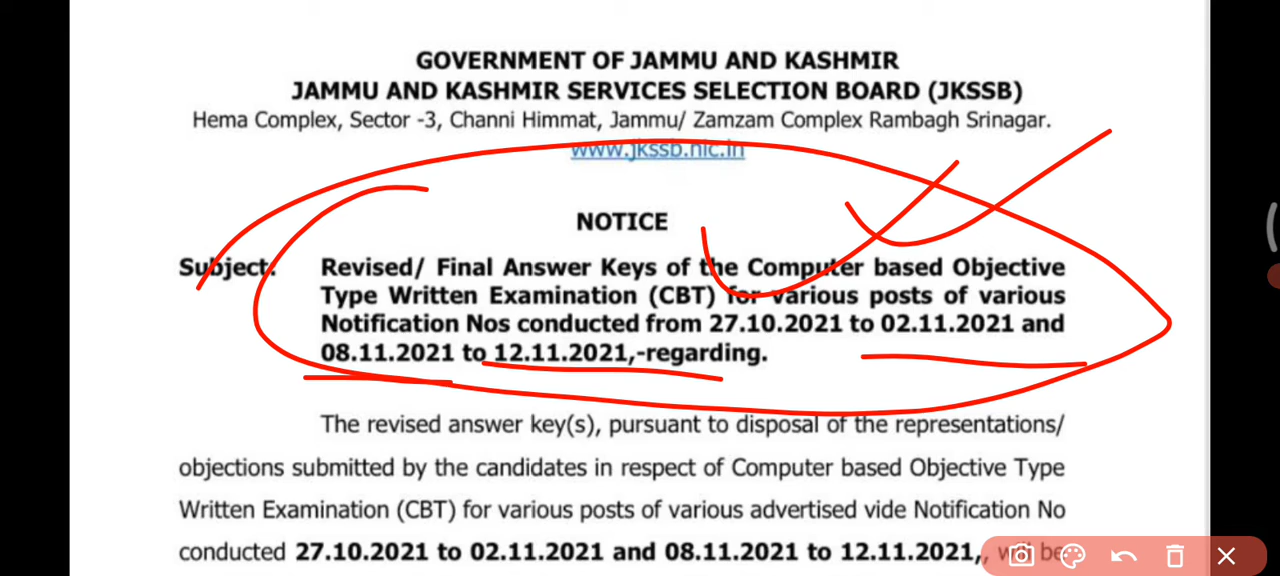 GOVERNMENT OF JAMMU AND KASHMIR
JAMMU AND KASHMIR SERVICES SELECTION BOARD (JKSSB)
Hema Complex, Sector -3, Channi Himmat, Jammu/ Zamzam Complex Rambagh Srinagar.
www.jkssb.nic.in
NOTICE
Subject: Revised/ Final Answer Keys of the Computer based Objective
Type Written Examination (CBT) for various posts of various
Notification Nos conducted from 27.10.2021 to 02.11.2021 and
08.11.2021 to 12.11.2021,-regarding.
The revised answer key(s), pursuant to disposal of the representations/
objections submitted by the candidates in respect of Computer based Objective Type
Written Examination (CBT) for various posts of various advertised vide Notification No
conducted 27.10.2021 to 02.11.2021 and 08.11.2021 to 12.11.2021,, will be